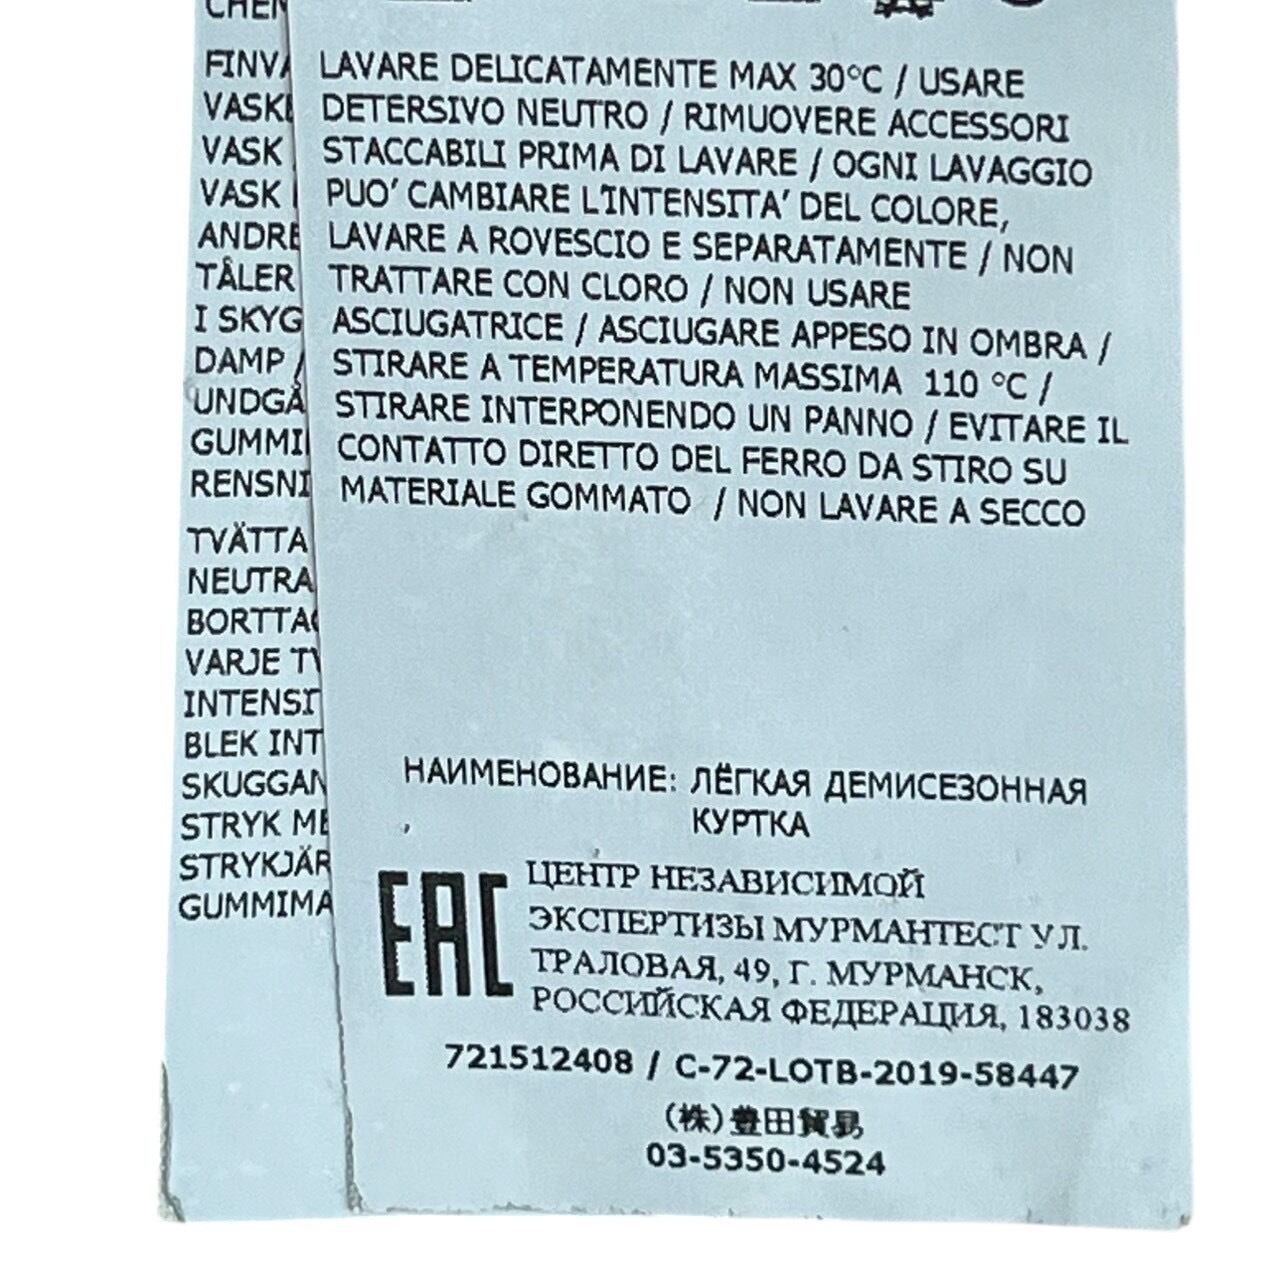 FINVA
VASKE
VASK
VASK
ANDRE
TÅLER
I SKYG
DAMP /
UNDGÅ
GUMMI
RENSNI
TVÄTTA
NEUTRA
BORTTAG
VARJE TV
INTENSI
BLEK INT
SKUGGAN
STRYK ME
STRYKJÄR
GUMMIMA
LAVARE DELICATAMENTE MAX 30°C / USARE
DETERSIVO NEUTRO / RIMUOVERE ACCESSORI
STACCABILI PRIMA DI LAVARE / OGNI LAVAGGIO
PUO' CAMBIARE L'INTENSITA' DEL COLORE,
LAVARE A ROVESCIO E SEPARATAMENTE / NON
TRATTARE CON CLORO / NON USARE
ASCIUGATRICE / ASCIUGARE APPESO IN OMBRA /
STIRARE A TEMPERATURA MASSIMA 110 °C /
STIRARE INTERPONENDO UN PANNO / EVITARE IL
CONTATTO DIRETTO DEL FERRO DA STIRO SU
MATERIALE GOMMATO / NON LAVARE A SECCO
НАИМЕНОВАНИЕ: ЛЁГКАЯ ДЕМИСЕЗОННАЯ
КУРТКА
EAC
ЦЕНТР НЕЗАВИСИМОЙ
ЭКСПЕРТИЗЫ МУРМАНТЕСТ УЛ.
ТРАЛОВАЯ, 49, Г. МУРМАНСК,
РОССИЙСКАЯ ФЕДЕРАЦИЯ, 183038
721512408 / C-72-LOTB-2019-58447
(株)豊田貿易
03-5350-4524